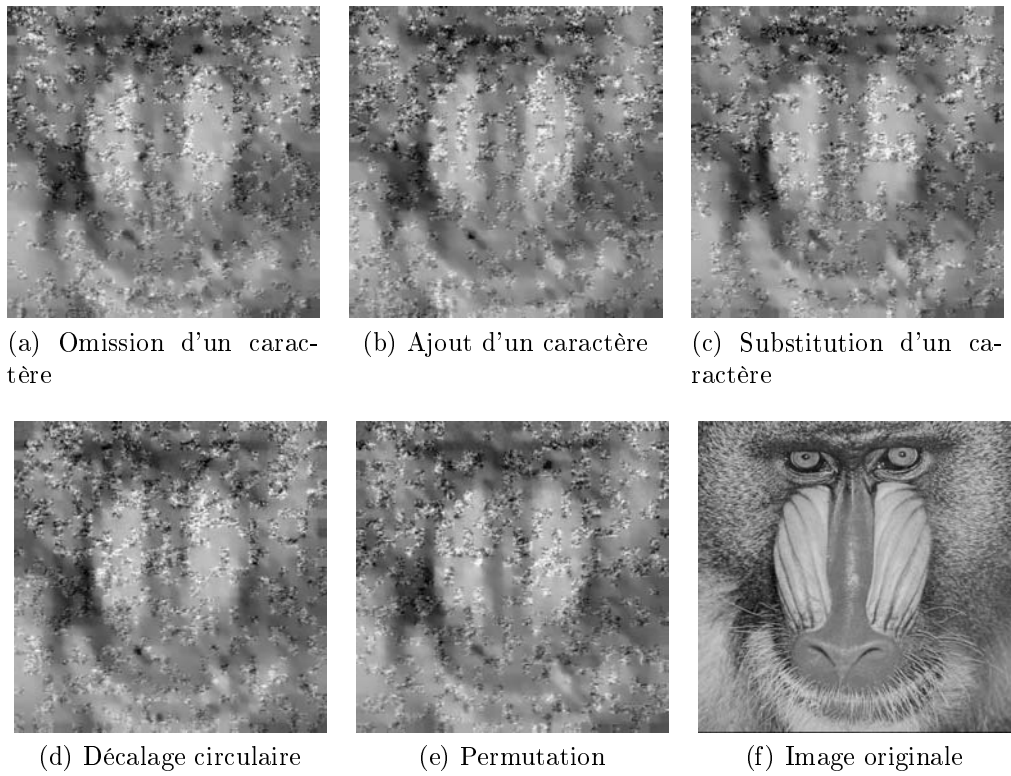 (a) Omission d'un carac-
tère
(b) Ajout d'un caractère
(c) Substitution d'un ca-
ractère
(d) Décalage circulaire
(e) Permutation
(f) Image originale